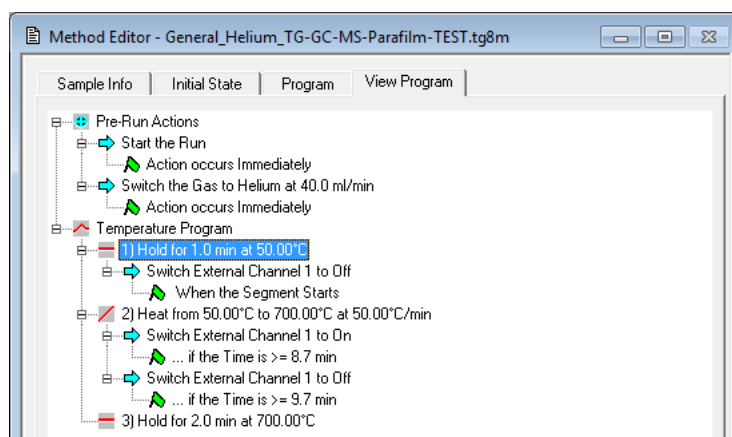 Method Editor - General_Helium_TG-GC-MS-Parafilm-TEST.tg8m
Sample Info Initial State Program View Program
Pre-Run Actions
Start the Run
Action occurs Immediately
Switch the Gas to Helium at 40.0 ml/min
Action occurs Immediately
Temperature Program
1) Hold for 1.0 min at 50.00°C
Switch External Channel 1 to Off
When the Segment Starts
2) Heat from 50.00°C to 700.00°C at 50.00°C/min
Switch External Channel 1 to On
... if the Time is >= 8.7 min
Switch External Channel 1 to Off
... if the Time is >= 9.7 min
3) Hold for 2.0 min at 700.00°C